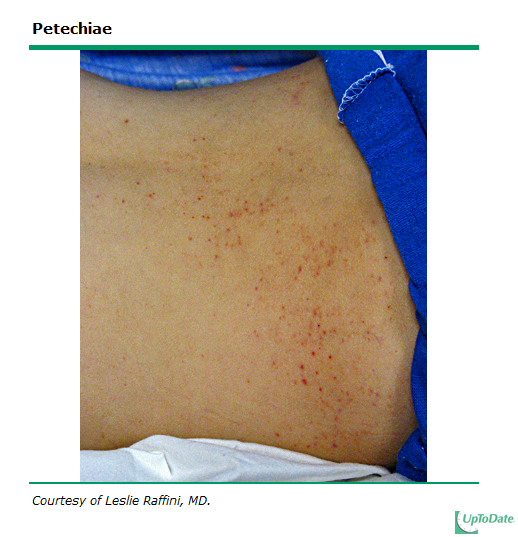 Petechiae
Courtesy of Leslie Raffini, MD.
UpToDate